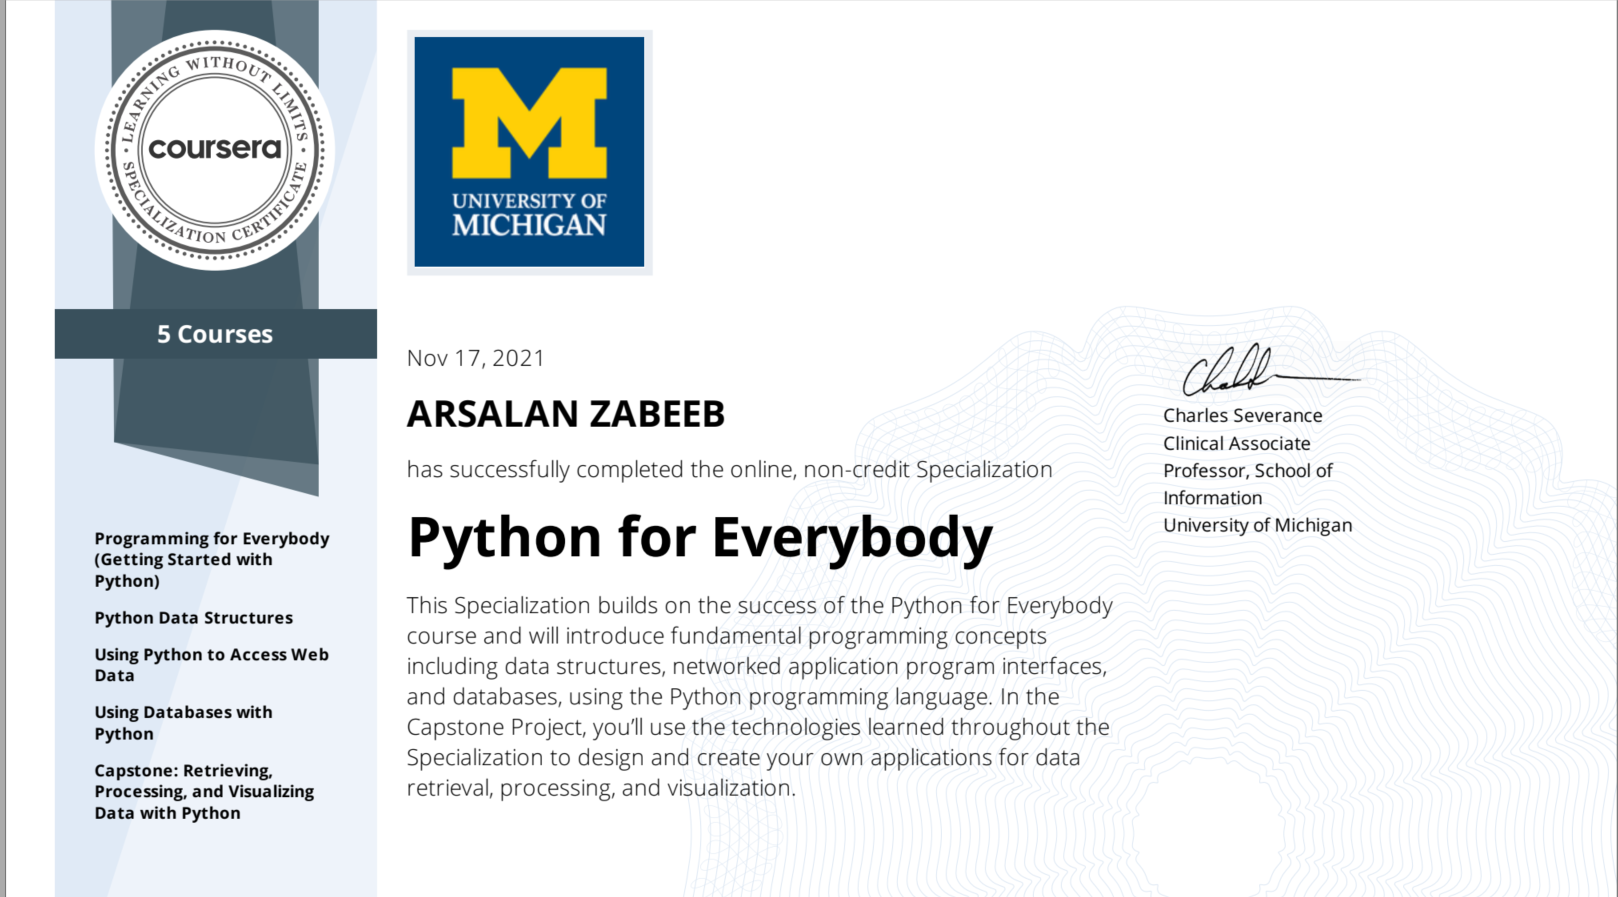 LEARNING WITHOUT LIMITS
coursera
SPECIALIZATION CERTIFICATE
5 Courses
Programming for Everybody
(Getting Started with
Python)
Python Data Structures
Using Python to Access Web
Data
Using Databases with
Python
Capstone: Retrieving,
Processing, and Visualizing
Data with Python
M
UNIVERSITY OF
MICHIGAN
Nov 17, 2021
ARSALAN ZABEEB
has successfully completed the online, non-credit Specialization
Python for Everybody
This Specialization builds on the success of the Python for Everybody
course and will introduce fundamental programming concepts
including data structures, networked application program interfaces,
and databases, using the Python programming language. In the
Capstone Project, you’ll use the technologies learned throughout the
Specialization to design and create your own applications for data
retrieval, processing, and visualization.
Charles Severance
Clinical Associate
Professor, School of
Information
University of Michigan